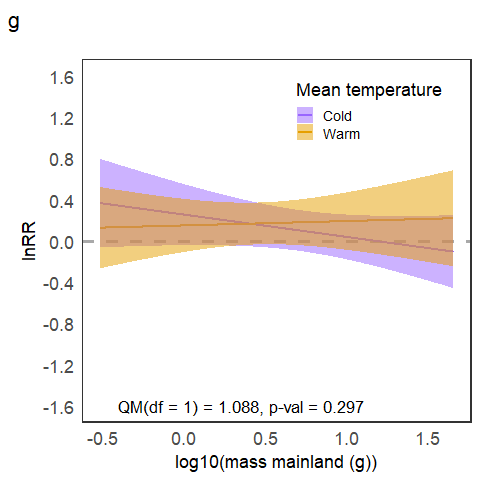 g
Mean temperature
Cold
Warm
1.6
1.2
0.8
0.4
0.0
-0.4
-0.8
-1.2
-1.6
lnRR
QM(df = 1) = 1.088, p-val = 0.297
-0.5 0.0 0.5 1.0 1.5
log10(mass mainland (g))